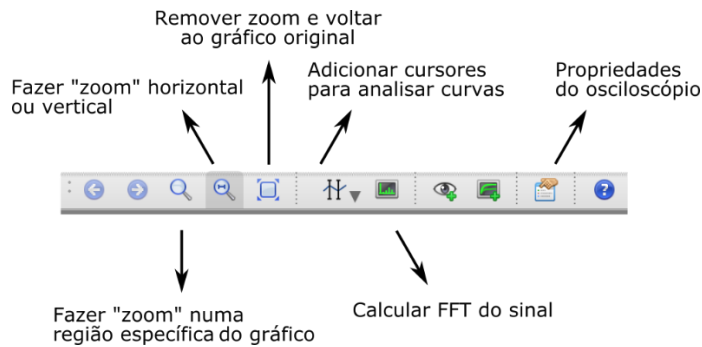 Remover zoom e voltar
ao gráfico original
Fazer "zoom" horizontal
ou vertical
Adicionar cursores
para analisar curvas
Propriedades
do osciloscópio
?
Fazer "zoom" numa
região específica do gráfico
Calcular FFT do sinal